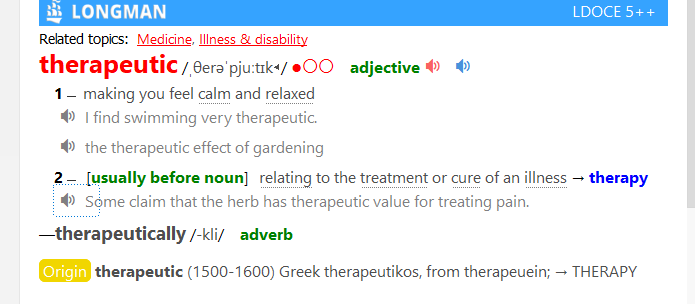 LONGMAN LDOCE 5++
Related topics: Medicine, Illness & disability
therapeutic /ˌθerəˈpjuːtɪk◂/ ●○○ adjective
1 – making you feel calm and relaxed
I find swimming very therapeutic.
the therapeutic effect of gardening
2 – [usually before noun] relating to the treatment or cure of an illness → therapy
Some claim that the herb has therapeutic value for treating pain.
—therapeutically /-kli/ adverb
Origin therapeutic (1500-1600) Greek therapeutikos, from therapeuein; → THERAPY